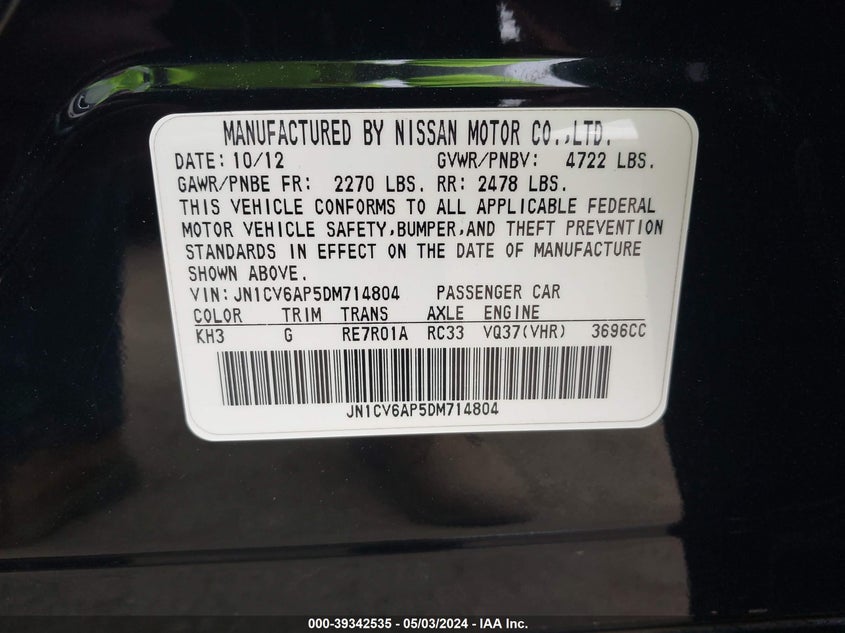 MANUFACTURED BY NISSAN MOTOR CO.,LTD.
DATE: 10/12 GVWR/PNBV: 4722 LBS.
GAWR/PNBE FR: 2270 LBS. RR: 2478 LBS.
THIS VEHICLE CONFORMS TO ALL APPLICABLE FEDERAL
MOTOR VEHICLE SAFETY,BUMPER,AND THEFT PREVENTION
STANDARDS IN EFFECT ON THE DATE OF MANUFACTURE
SHOWN ABOVE.
VIN:JN1CV6AP5DM714804 PASSENGER CAR
COLOR TRIM TRANS AXLE ENGINE
KH3 G RE7R01A RC33 VQ37(VHR) 3696CC
JN1CV6AP5DM714804
000-39342535 - 05/03/2024 - IAA Inc.